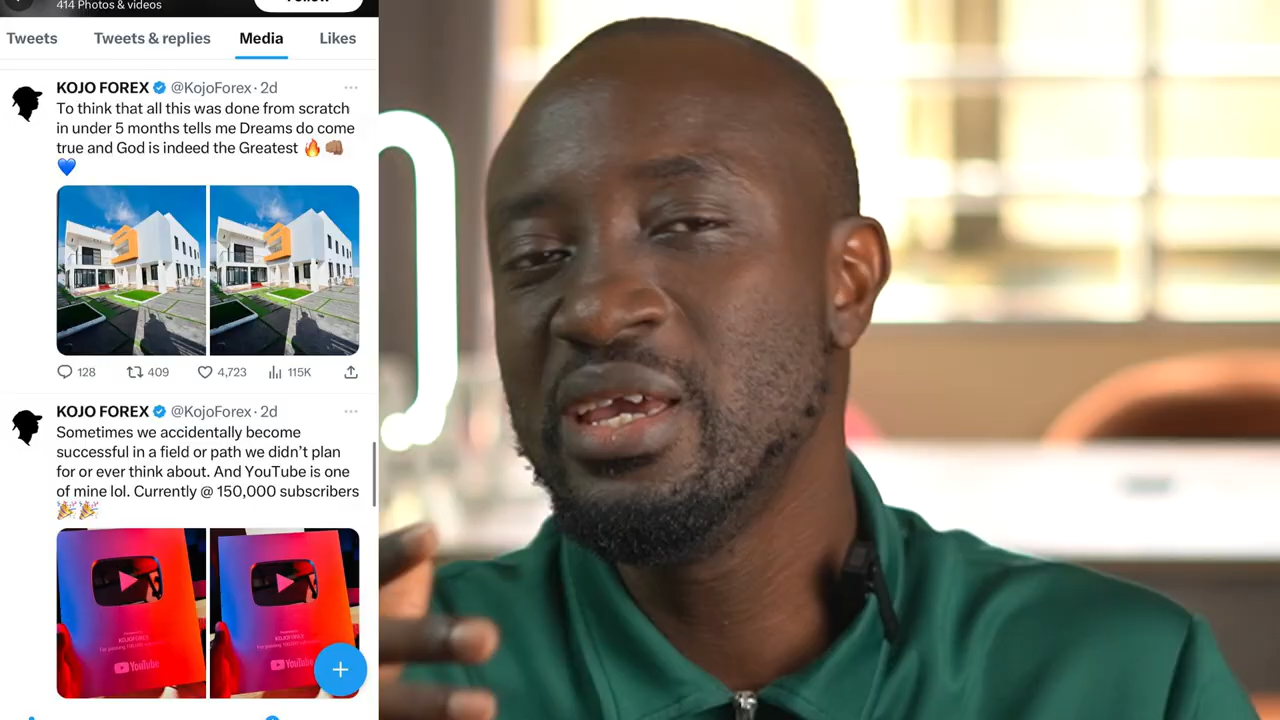 414 Photos & videos
Follow
Tweets Tweets & replies Media Likes
KOJO FOREX @KojoForex · 2d
To think that all this was done from scratch
in under 5 months tells me Dreams do come
true and God is indeed the Greatest 🔥👊🏽
💙
128 409 4,723 115K
KOJO FOREX @KojoForex · 2d
Sometimes we accidentally become
successful in a field or path we didn’t plan
for or ever think about. And YouTube is one
of mine lol. Currently @ 150,000 subscribers
🎉🎉
KOJOFOREX
YouTube
YouTube